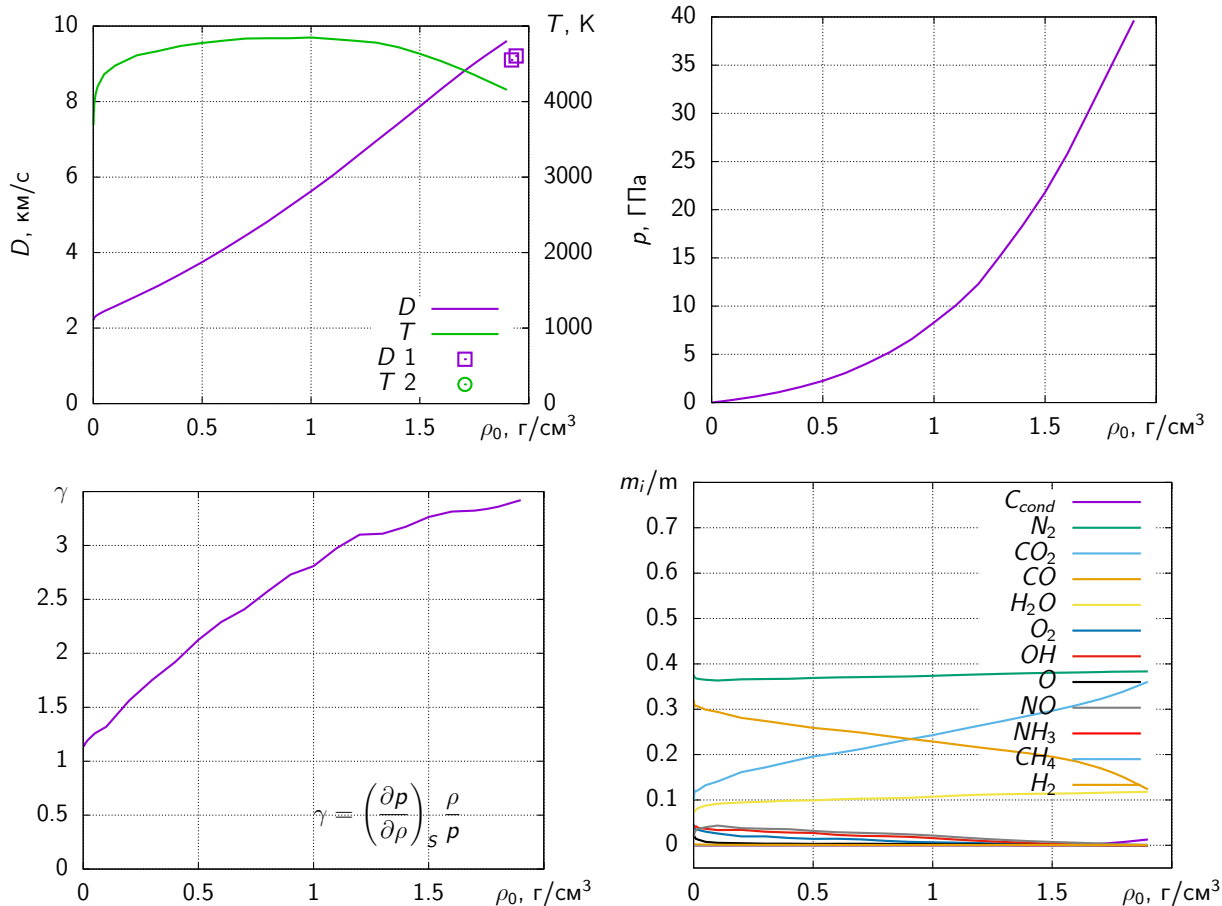 D, км/с
T, K
10
8
6
4
2
0
4000
3000
2000
1000
0
D
T
D 1
T 2
0
0.5
1
1.5
ρ₀, г/см³
p, ГПа
40
35
30
25
20
15
10
5
0
0
0.5
1
1.5
ρ₀, г/см³
γ
3
2.5
2
1.5
1
0.5
0
γ = (∂p/∂ρ)_S ρ/p
0
0.5
1
1.5
ρ₀, г/см³
mᵢ/m
0.7
0.6
0.5
0.4
0.3
0.2
0.1
0
C_cond
N₂
CO₂
CO
H₂O
O₂
OH
O
NO
NH₃
CH₄
H₂
0
0.5
1
1.5
ρ₀, г/см³